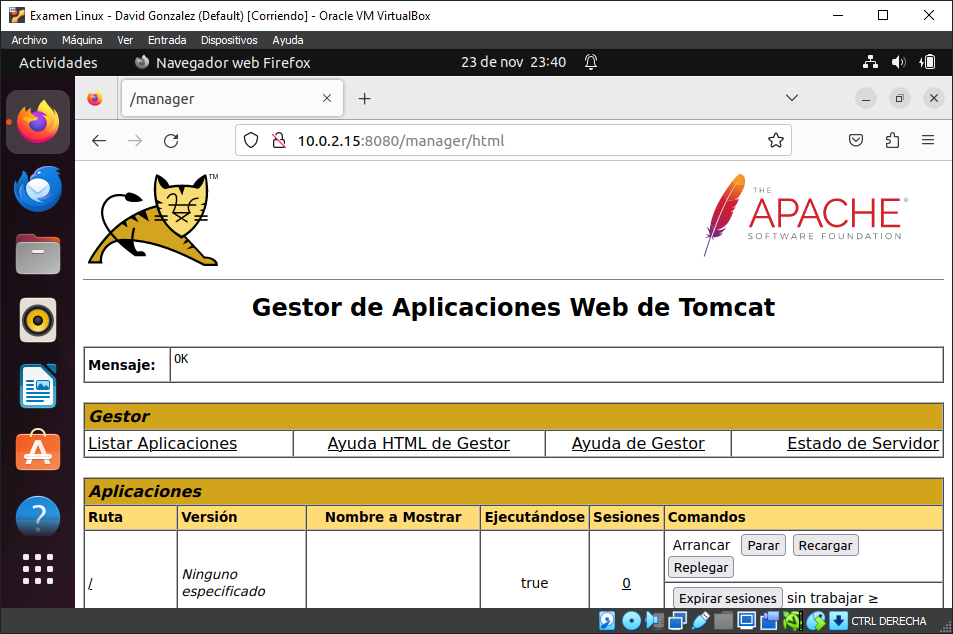 Examen Linux - David Gonzalez (Default) [Corriendo] - Oracle VM VirtualBox
Archivo Máquina Ver Entrada Dispositivos Ayuda
Actividades Navegador web Firefox 23 de nov 23:40
/manager
10.0.2.15:8080/manager/html
TM
THE
APACHE®
SOFTWARE FOUNDATION
Gestor de Aplicaciones Web de Tomcat
Mensaje: OK
Gestor
Listar Aplicaciones Ayuda HTML de Gestor Ayuda de Gestor Estado de Servidor
Aplicaciones
Ruta Versión Nombre a Mostrar Ejecutándose Sesiones Comandos
Arrancar Parar Recargar
Replegar
/ Ninguno especificado true 0
Expirar sesiones sin trabajar ≥
CTRL DERECHA